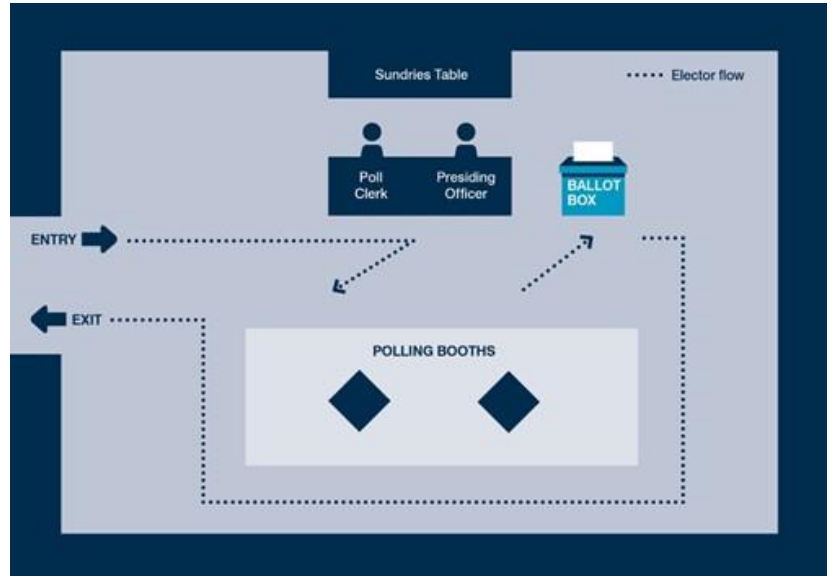 Sundries Table
Elector flow
Poll
Clerk
Presiding
Officer
BALLOT
BOX
ENTRY
EXIT
POLLING BOOTHS